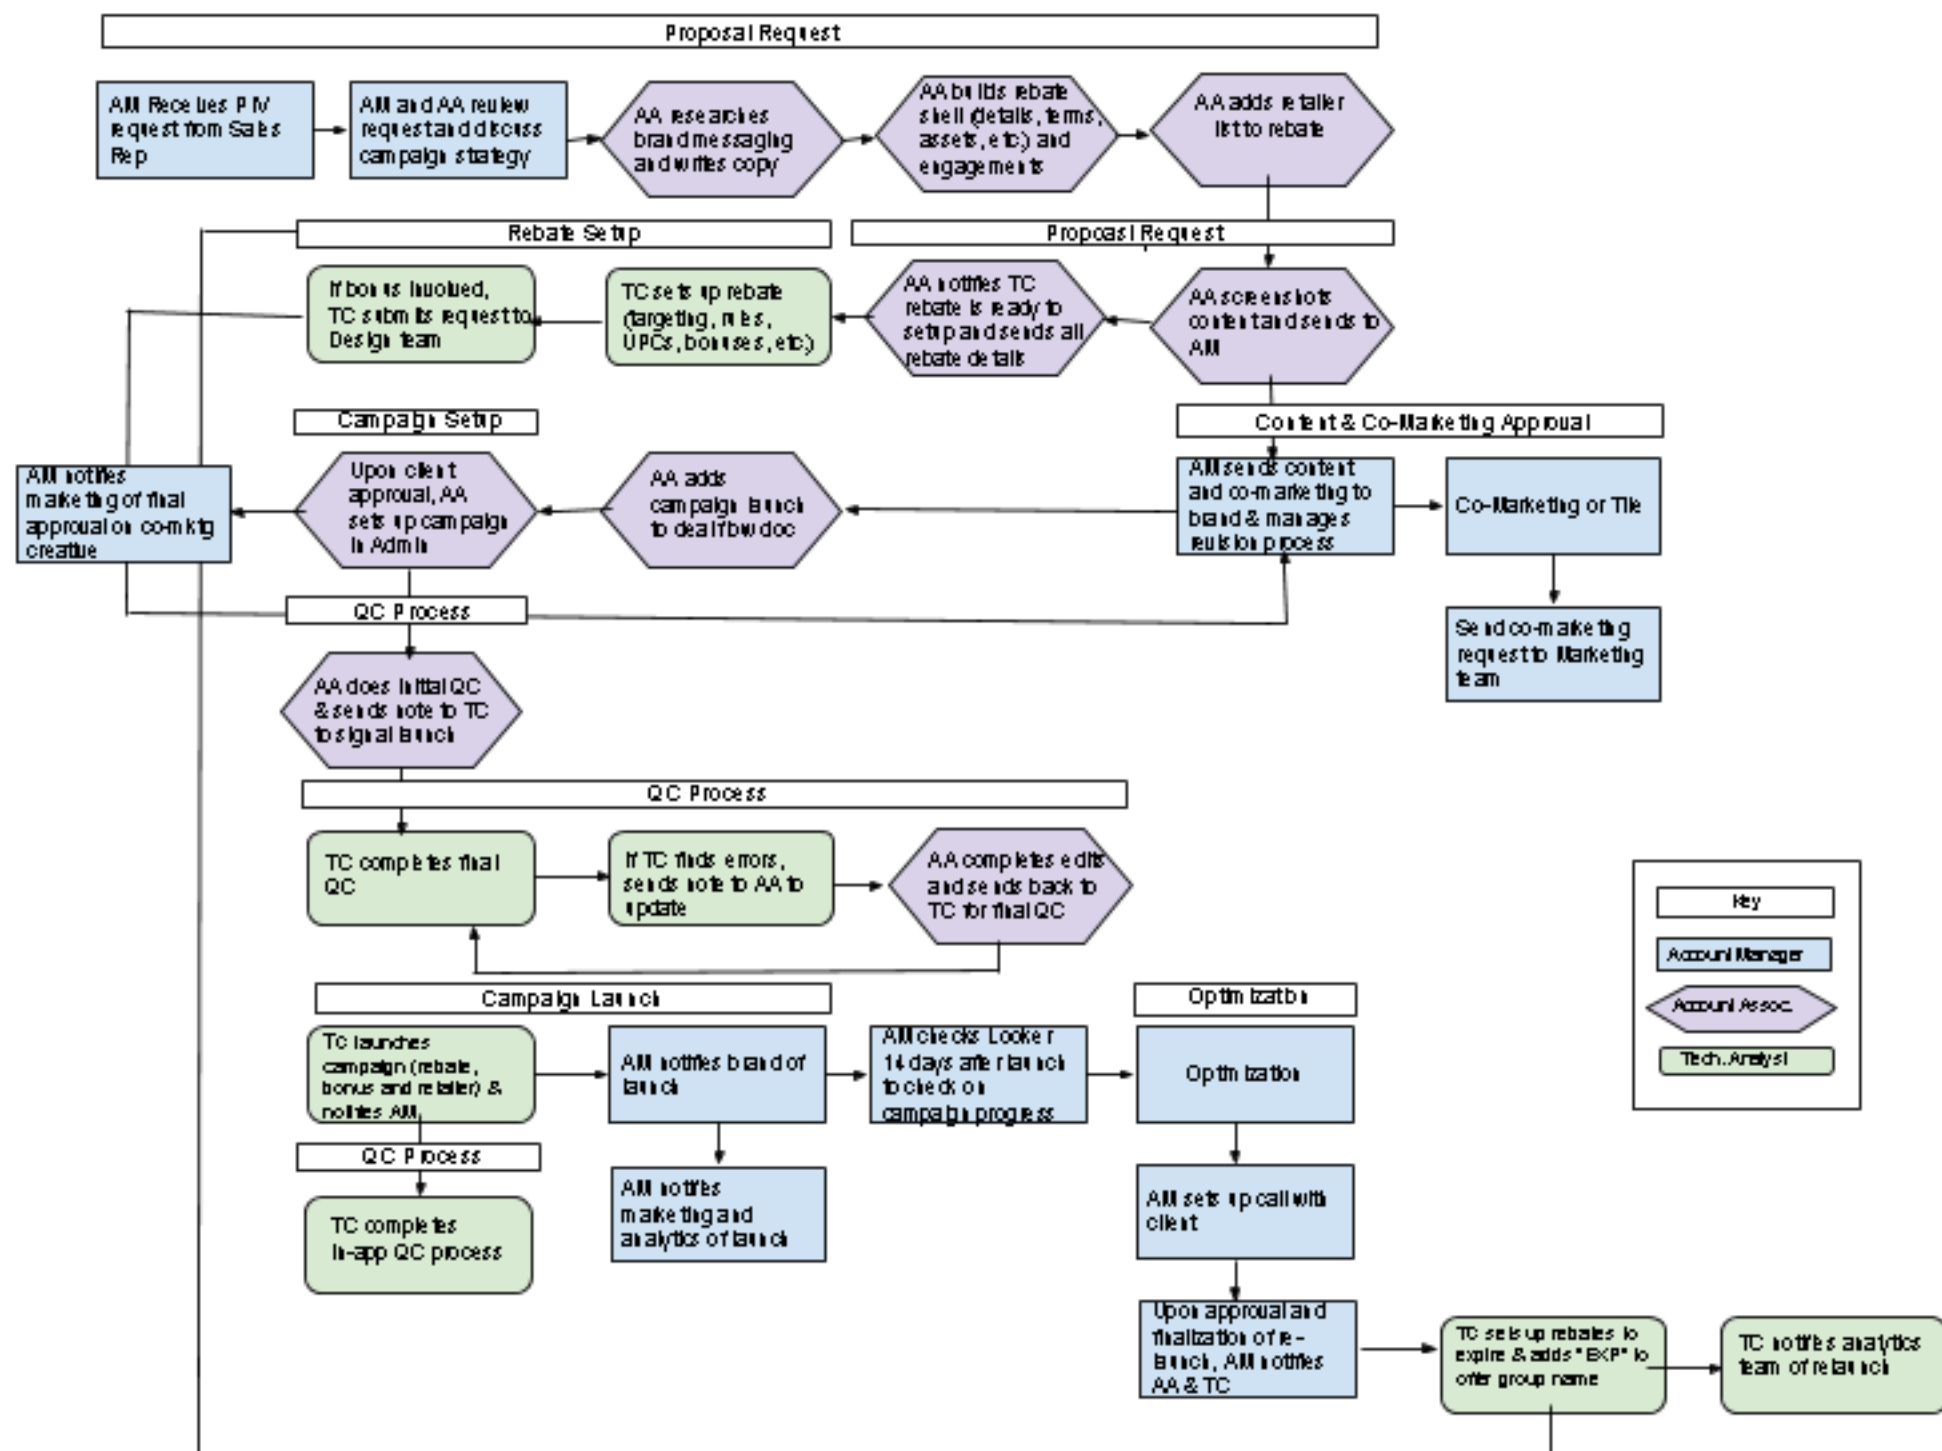 Proposal Request
AM Receives PIV
request from Sales
Rep
AM and AA review
request and discuss
campaign strategy
AA researches
brand messaging
and writes copy
AA builds rebate
shell (details, terms,
assets, etc.) and
engagements
AA adds retailer
list to rebate
Rebate Setup
Propoasl Request
If bonus involved,
TC submits request to
Design team
TC sets up rebate
(targeting, rules,
UPCs, bonuses, etc.)
AA notifies TC
rebate is ready to
setup and sends all
rebate details
AA screenshots
content and sends to
AM
Campaign Setup
Content & Co-Marketing Approval
AM notifies
marketing of final
approval on co-mktg
creative
Upon client
approval, AA
sets up campaign
in Admin
AA adds
campaign launch
to deal flow doc
AM sends content
and co-marketing to
brand & manages
revision process
Co-Marketing or Tile
QC Process
Send co-marketing
request to Marketing
team
AA does initial QC
& sends note to TC
to signal launch
QC Process
TC completes final
QC
If TC finds errors,
sends note to AA to
update
AA completes edits
and sends back to
TC for final QC
Key
Account Manager
Account Assoc.
Tech. Analyst
Campaign Launch
Optimization
TC launches
campaign (rebate,
bonus and retailer) &
notifies AM
AM notifies brand of
launch
AM checks Looker
14 days after launch
to check on
campaign progress
Optimization
QC Process
TC completes
in-app QC process
AM notifies
marketing and
analytics of launch
AM sets up call with
client
Upon approval and
finalization of re-
launch, AM notifies
AA & TC
TC sets up rebates to
expire & adds "EXP" to
offer group name
TC notifies analytics
team of relaunch